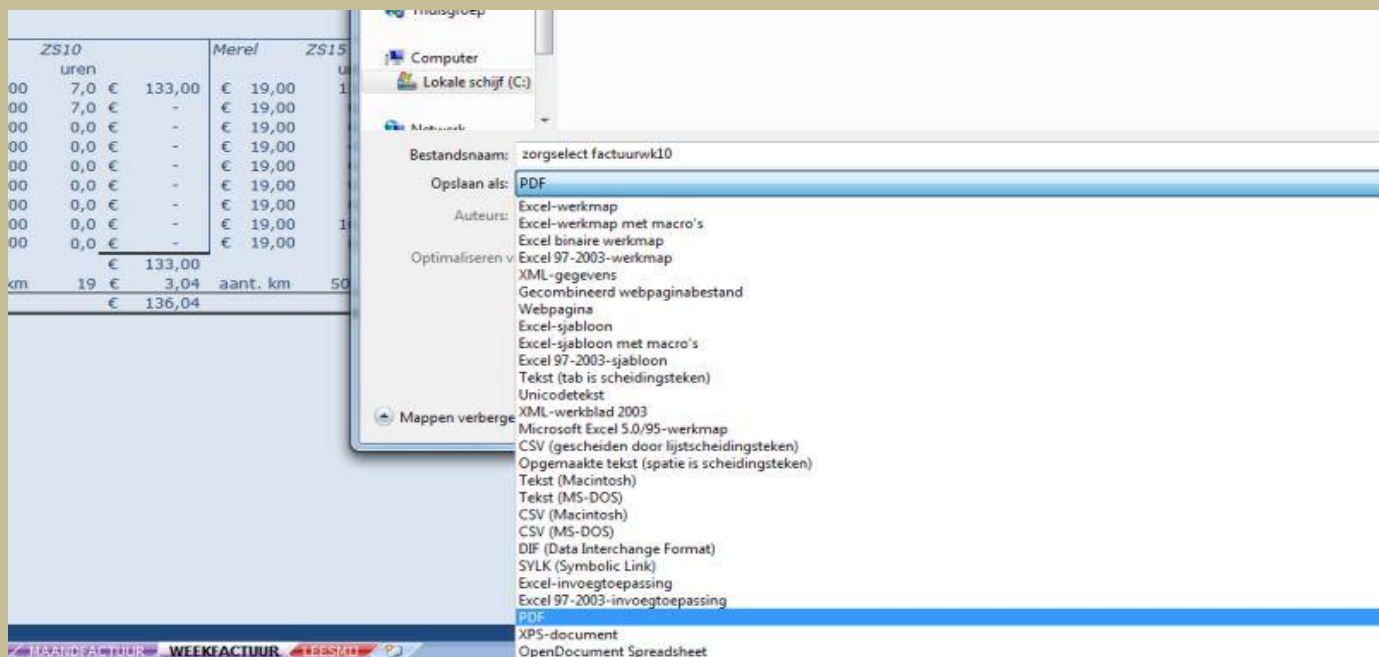 Thuisgroep
ZS10 Merel ZS15
uren
Computer
Lokale schijf (C:)
00 7,0 € 133,00 € 19,00 1
00 7,0 € - € 19,00
00 0,0 € - € 19,00
00 0,0 € - € 19,00
00 0,0 € - € 19,00
00 0,0 € - € 19,00
00 0,0 € - € 19,00
00 0,0 € - € 19,00 1
00 0,0 € - € 19,00
€ 133,00
km 19 € 3,04 aant. km 50
€ 136,04
Netwerk
Bestandsnaam: zorgselect factuurwk10
Opslaan als: PDF
Auteurs:
Optimaliseren v
Excel-werkmap
Excel-werkmap met macro's
Excel binaire werkmap
Excel 97-2003-werkmap
XML-gegevens
Gecombineerd webpaginabestand
Webpagina
Excel-sjabloon
Excel-sjabloon met macro's
Excel 97-2003-sjabloon
Tekst (tab is scheidingsteken)
Unicodetekst
XML-werkblad 2003
Microsoft Excel 5.0/95-werkmap
CSV (gescheiden door lijstscheidingsteken)
Opgemaakte tekst (spatie is scheidingsteken)
Tekst (Macintosh)
Tekst (MS-DOS)
CSV (Macintosh)
CSV (MS-DOS)
DIF (Data Interchange Format)
SYLK (Symbolic Link)
Excel-invoegtoepassing
Excel 97-2003-invoegtoepassing
PDF
XPS-document
OpenDocument Spreadsheet
Mappen verberge
MAANDFACTUUR WEEKFACTUUR LEESMIJ